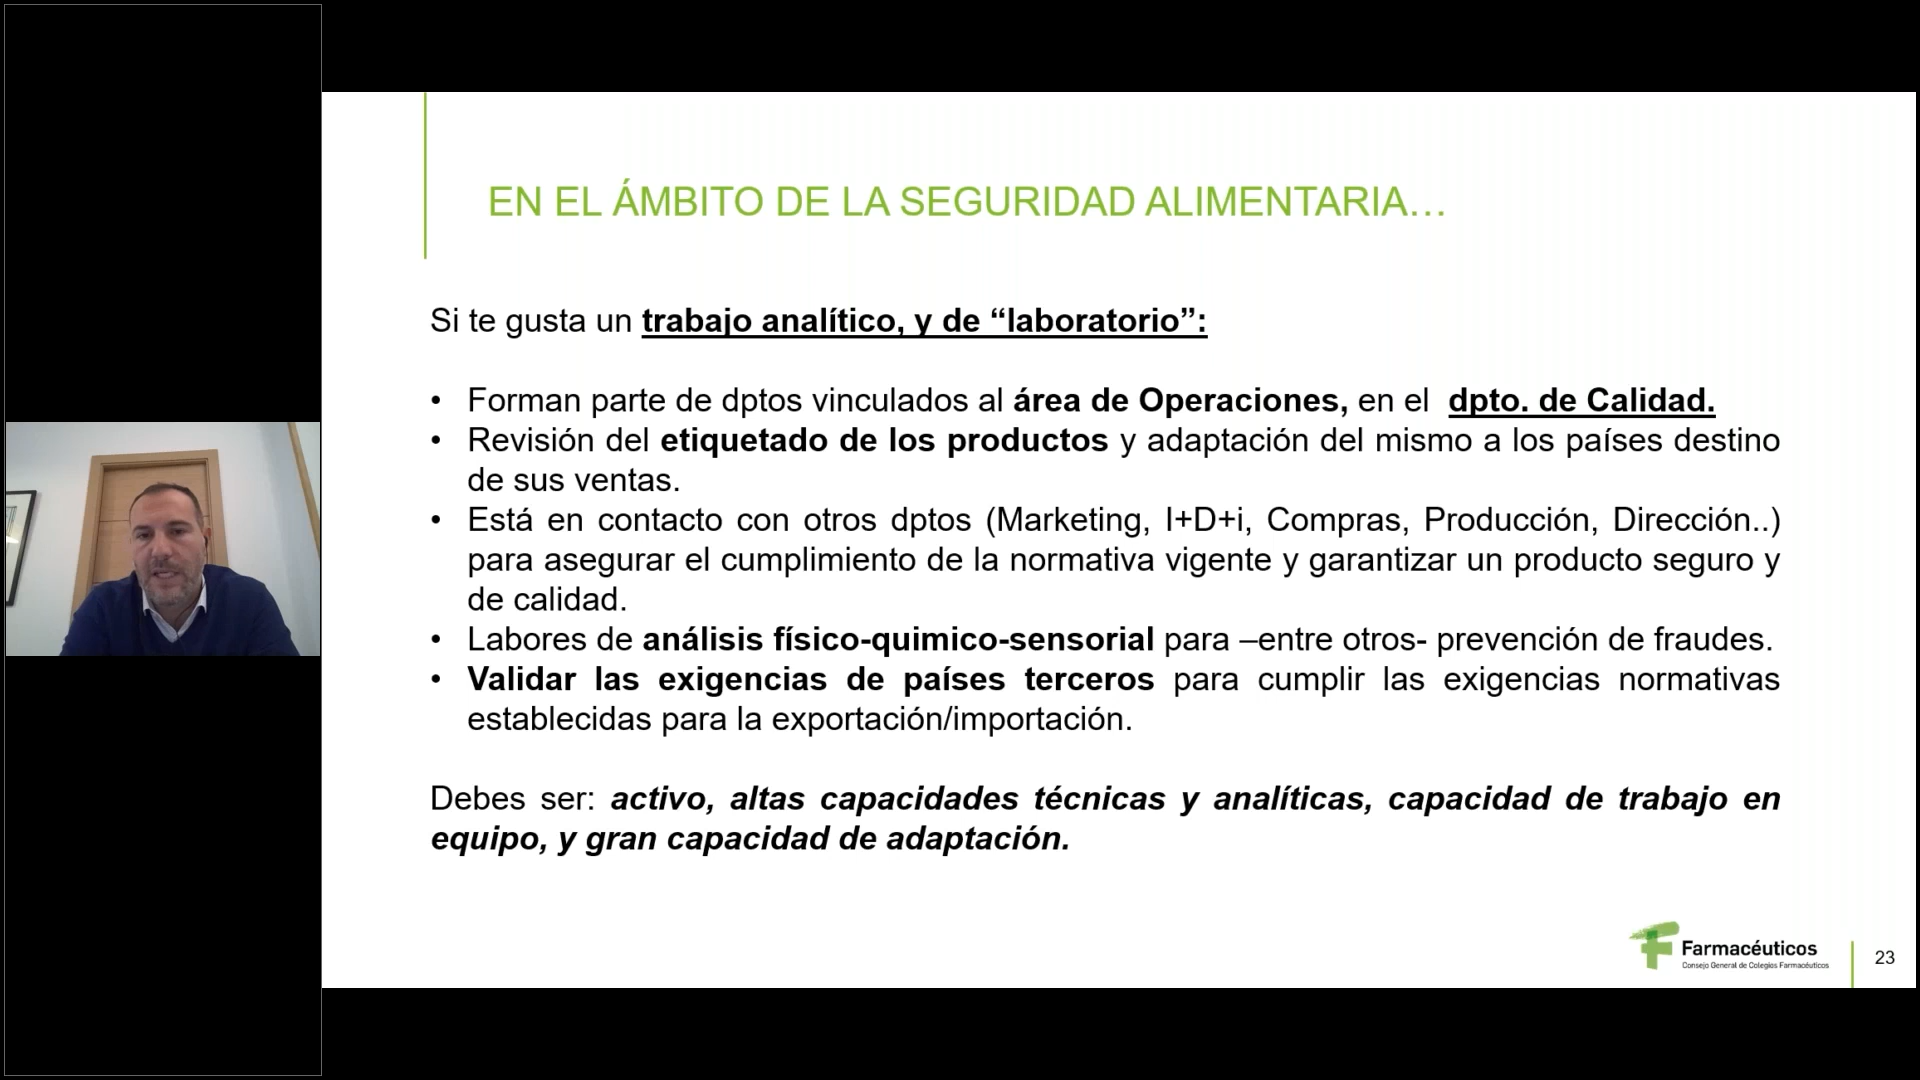 EN EL ÁMBITO DE LA SEGURIDAD ALIMENTARIA…
Si te gusta un trabajo analítico, y de “laboratorio”:
• Forman parte de dptos vinculados al área de Operaciones, en el dpto. de Calidad.
• Revisión del etiquetado de los productos y adaptación del mismo a los países destino
de sus ventas.
• Está en contacto con otros dptos (Marketing, I+D+i, Compras, Producción, Dirección..)
para asegurar el cumplimiento de la normativa vigente y garantizar un producto seguro y
de calidad.
• Labores de análisis físico-quimico-sensorial para –entre otros- prevención de fraudes.
• Validar las exigencias de países terceros para cumplir las exigencias normativas
establecidas para la exportación/importación.
Debes ser: activo, altas capacidades técnicas y analíticas, capacidad de trabajo en
equipo, y gran capacidad de adaptación.
Farmacéuticos
Consejo General de Colegios Farmacéuticos
23